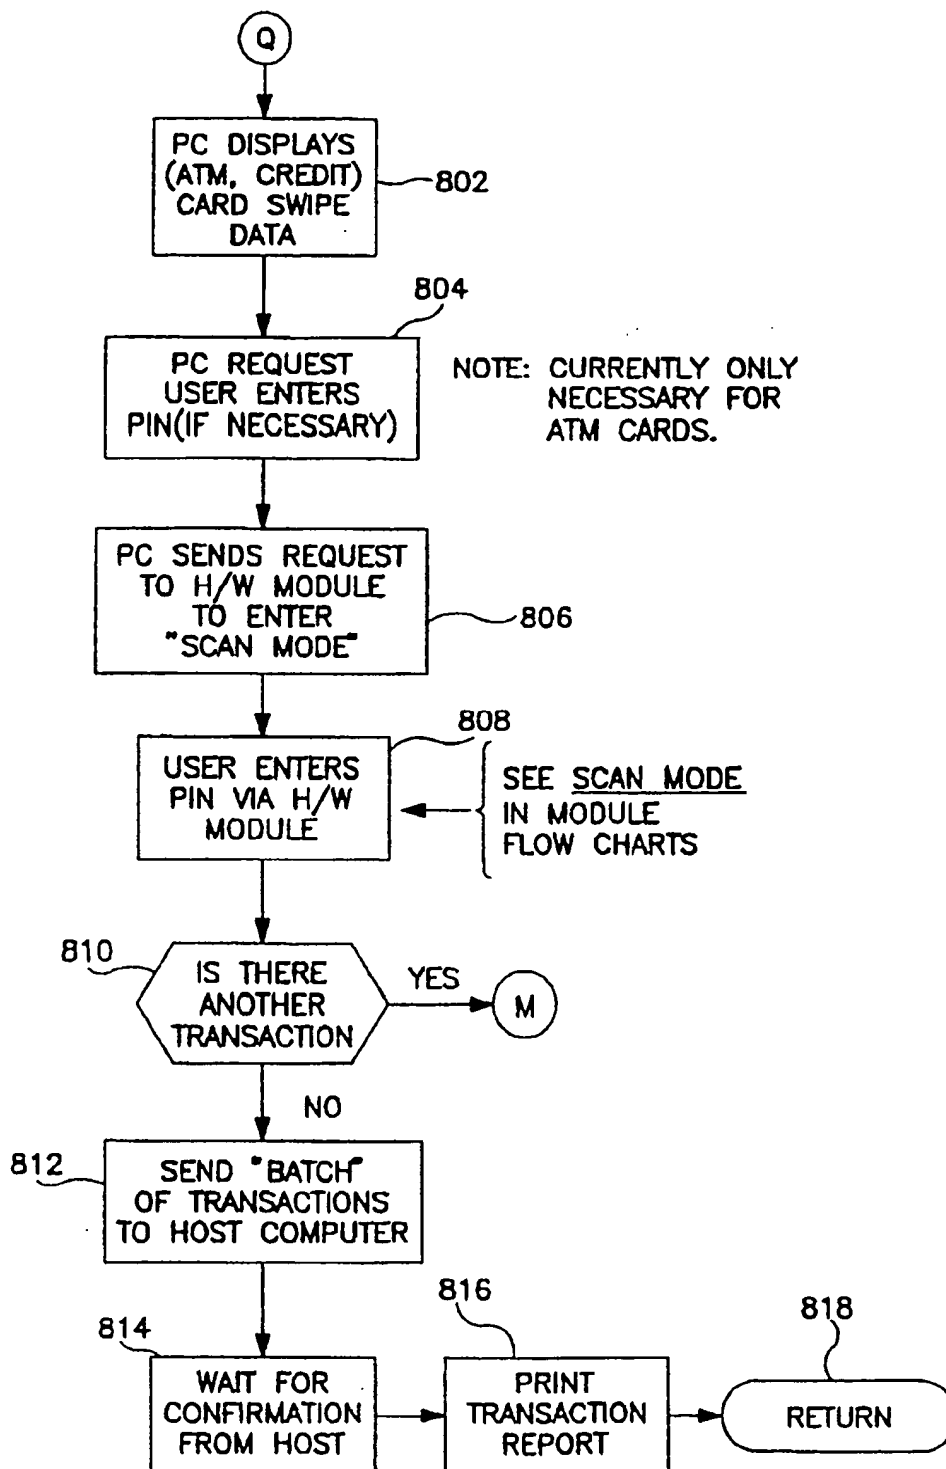 Q
PC DISPLAYS
(ATM, CREDIT)
CARD SWIPE
DATA
802
804
PC REQUEST
USER ENTERS
PIN(IF NECESSARY)
NOTE: CURRENTLY ONLY
NECESSARY FOR
ATM CARDS.
PC SENDS REQUEST
TO H/W MODULE
TO ENTER
"SCAN MODE"
806
808
USER ENTERS
PIN VIA H/W
MODULE
SEE SCAN MODE
IN MODULE
FLOW CHARTS
810
IS THERE
ANOTHER
TRANSACTION
YES
M
NO
812
SEND "BATCH"
OF TRANSACTIONS
TO HOST COMPUTER
814
WAIT FOR
CONFIRMATION
FROM HOST
816
PRINT
TRANSACTION
REPORT
818
RETURN